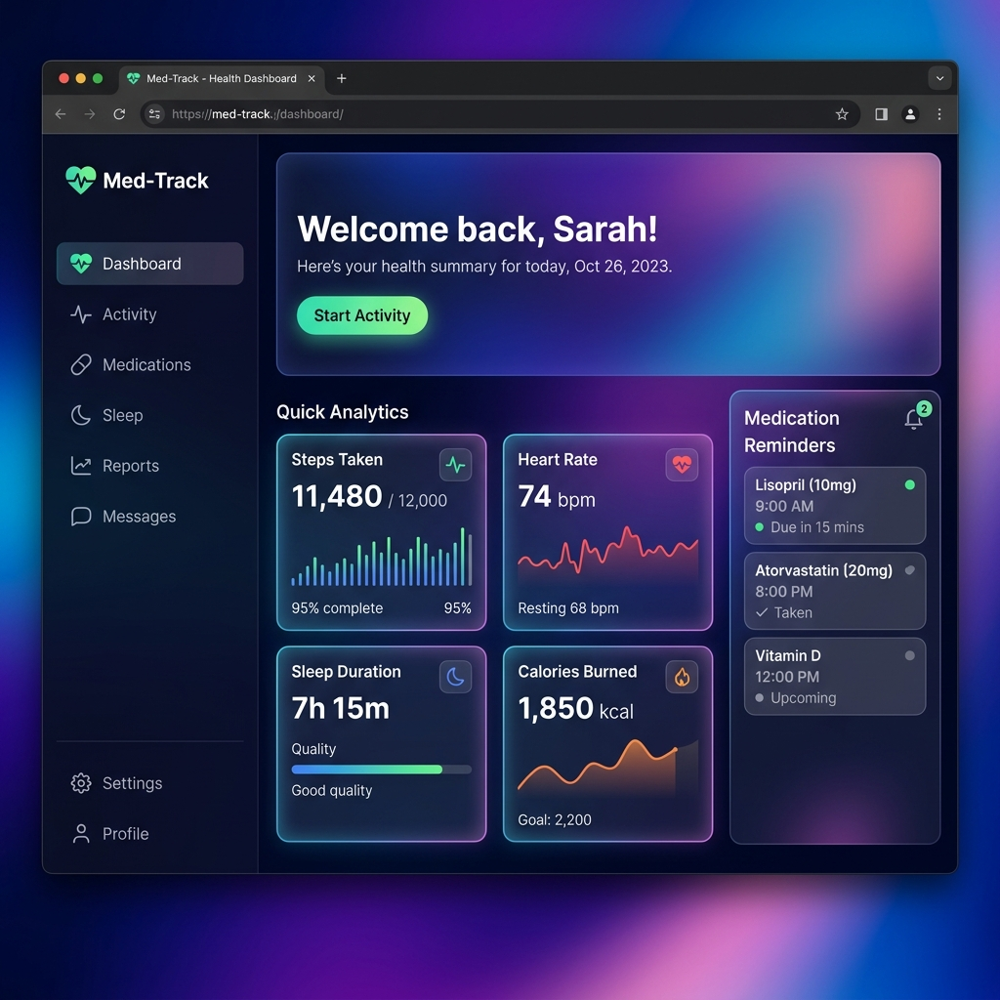 Med-Track - Health Dashboard
https://med-track.:/dashboard/
Med-Track
Dashboard
Activity
Medications
Sleep
Reports
Messages
Settings
Profile
Welcome back, Sarah!
Here's your health summary for today, Oct 26, 2023.
Start Activity
Quick Analytics
Steps Taken
11,480 / 12,000
95% complete 95%
Heart Rate
74 bpm
Resting 68 bpm
Sleep Duration
7h 15m
Quality
Good quality
Calories Burned
1,850 kcal
Goal: 2,200
Medication
Reminders
2
Lisopril (10mg)
9:00 AM
Due in 15 mins
Atorvastatin (20mg)
8:00 PM
Taken
Vitamin D
12:00 PM
Upcoming